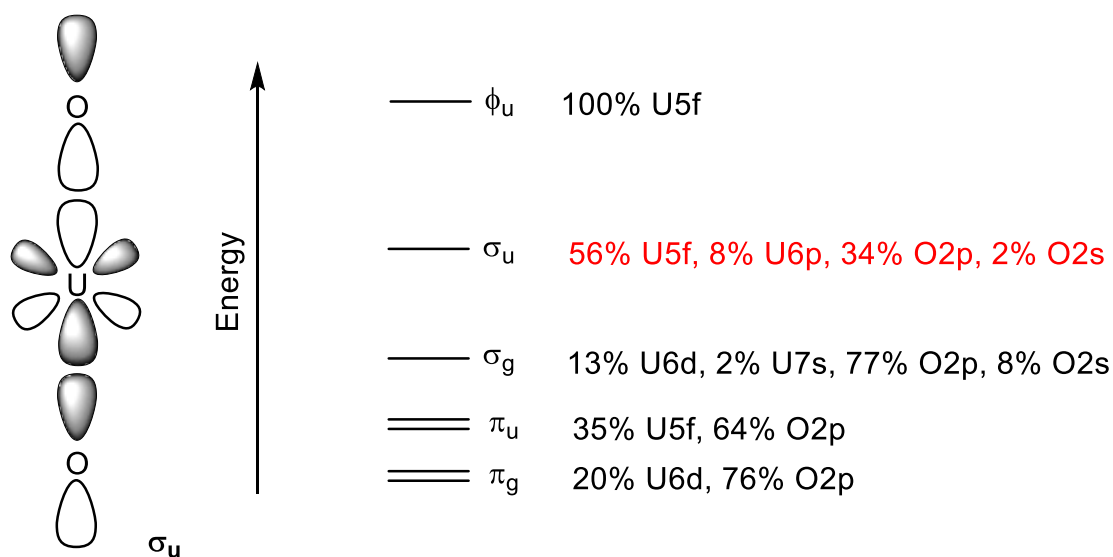 O
U
O
σu
Energy
ϕu 100% U5f
σu 56% U5f, 8% U6p, 34% O2p, 2% O2s
σg 13% U6d, 2% U7s, 77% O2p, 8% O2s
πu 35% U5f, 64% O2p
πg 20% U6d, 76% O2p